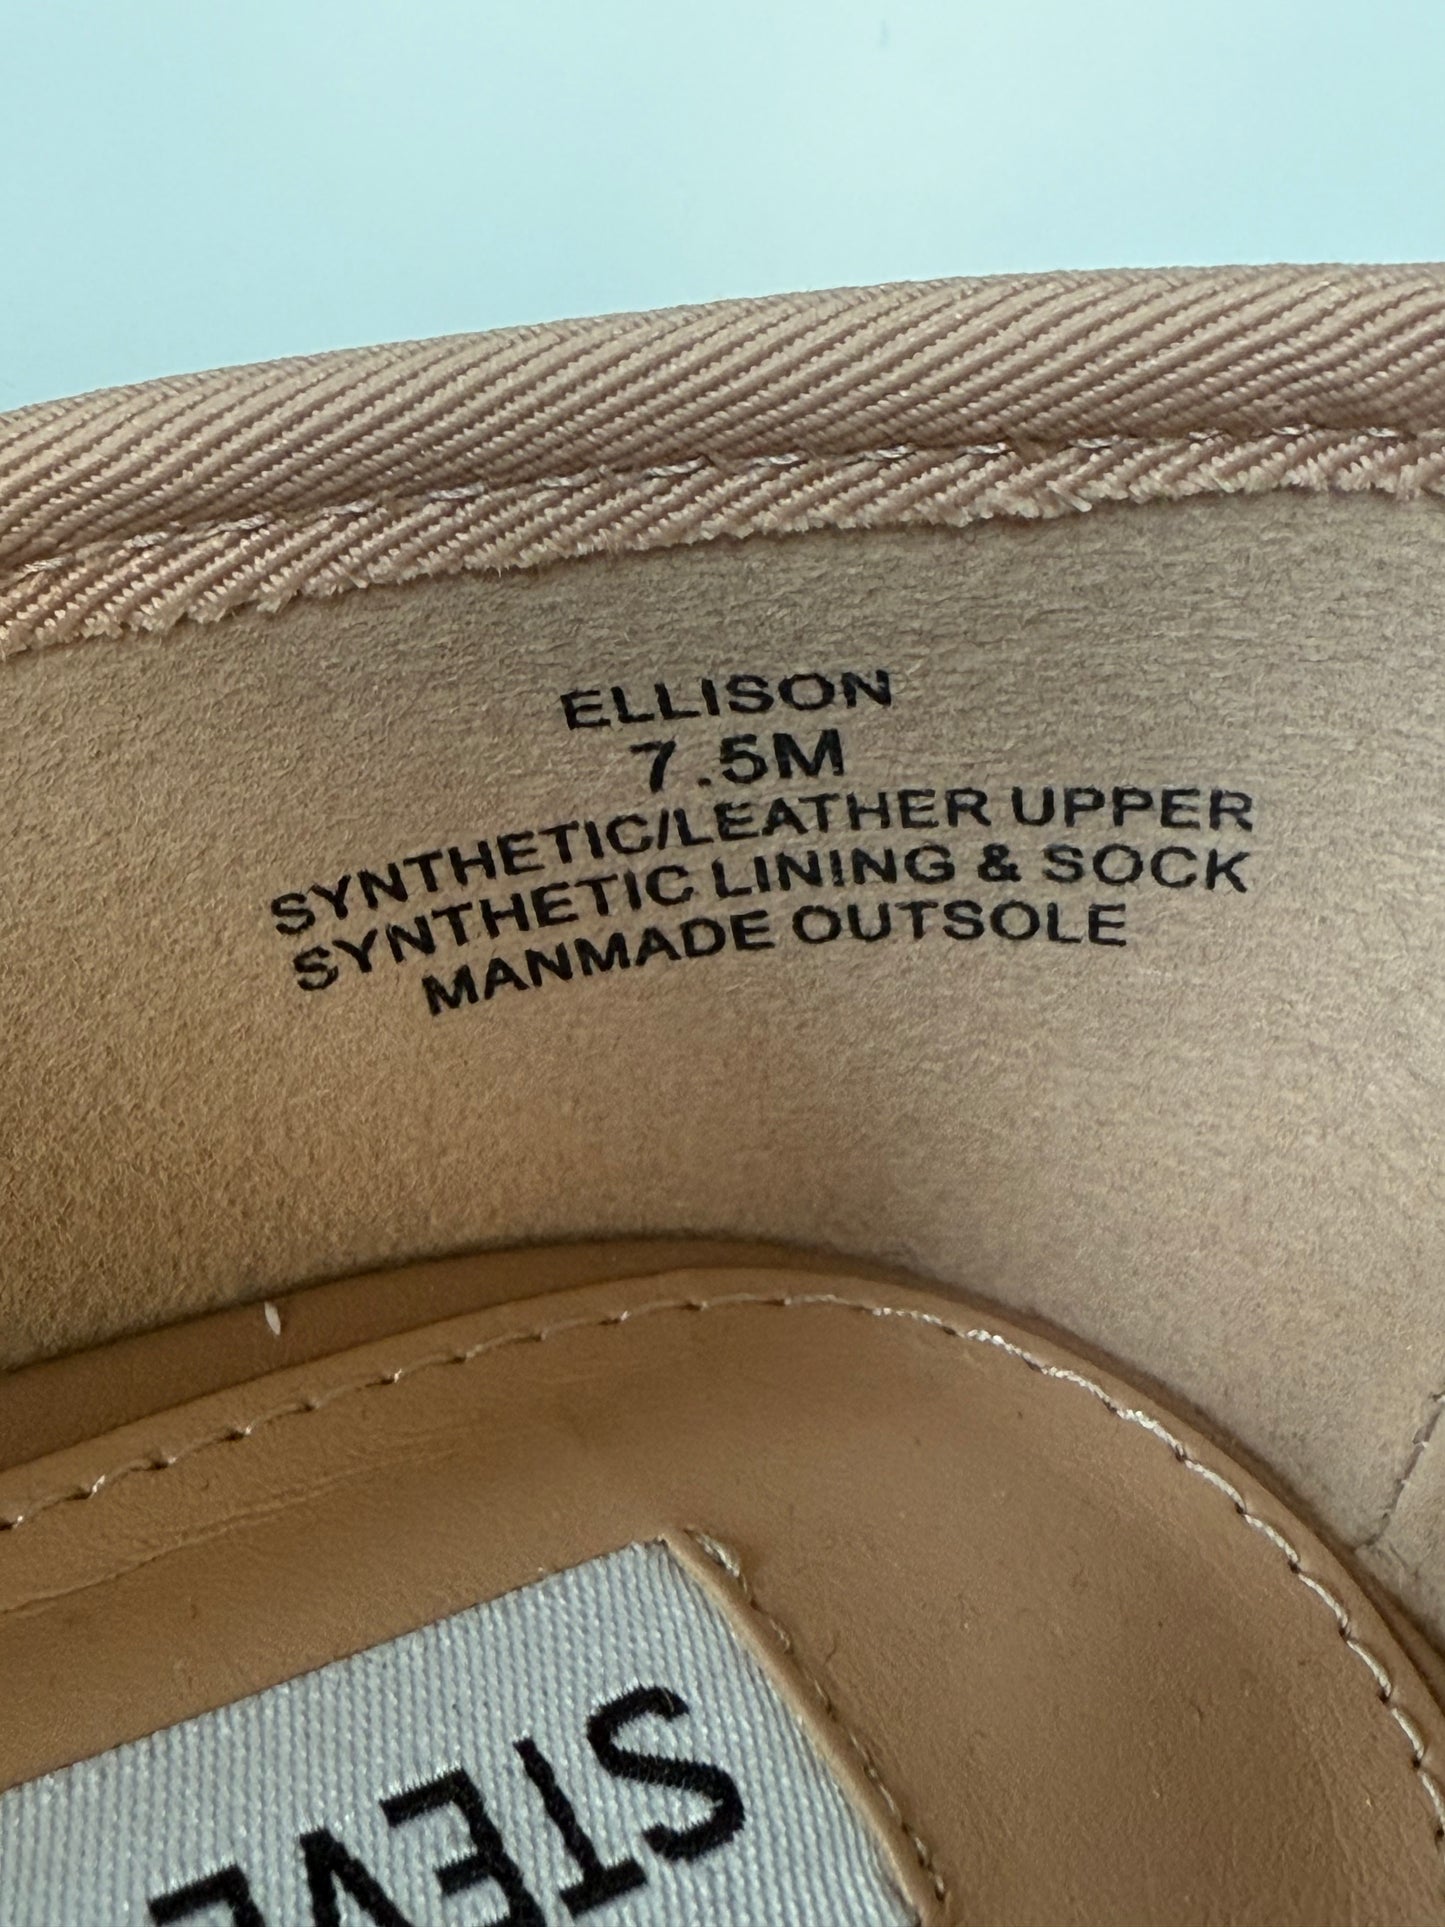 ELLISON
7.5M
SYNTHETIC/LEATHER UPPER
SYNTHETIC LINING & SOCK
MANMADE OUTSOLE
STEVE